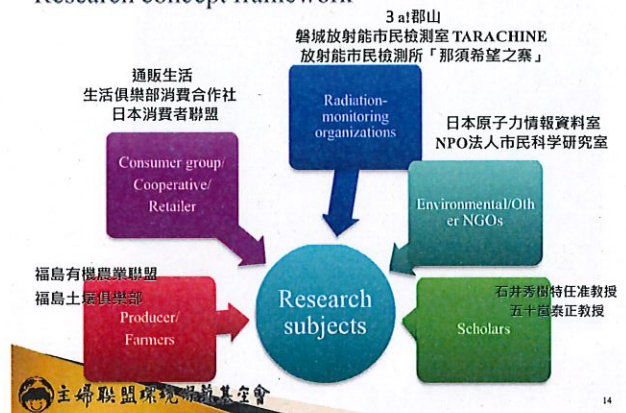 Research concept framework
3 a!郡山
磐城放射能市民檢測室 TARACHINE
放射能市民檢測所「那須希望之寨」
通販生活
生活俱樂部消費合作社
日本消費者聯盟
Radiation-
monitoring
organizations
日本原子力情報資料室
NPO法人市民科学研究室
Consumer group/
Cooperative/
Retailer
Environmental/Oth
er NGOs
福島有機農業聯盟
福島土壤俱樂部
Producer/
Farmers
Research
subjects
石井秀樹特任准教授
五十嵐泰正教授
Scholars
主婦聯盟環境保護基金會
14